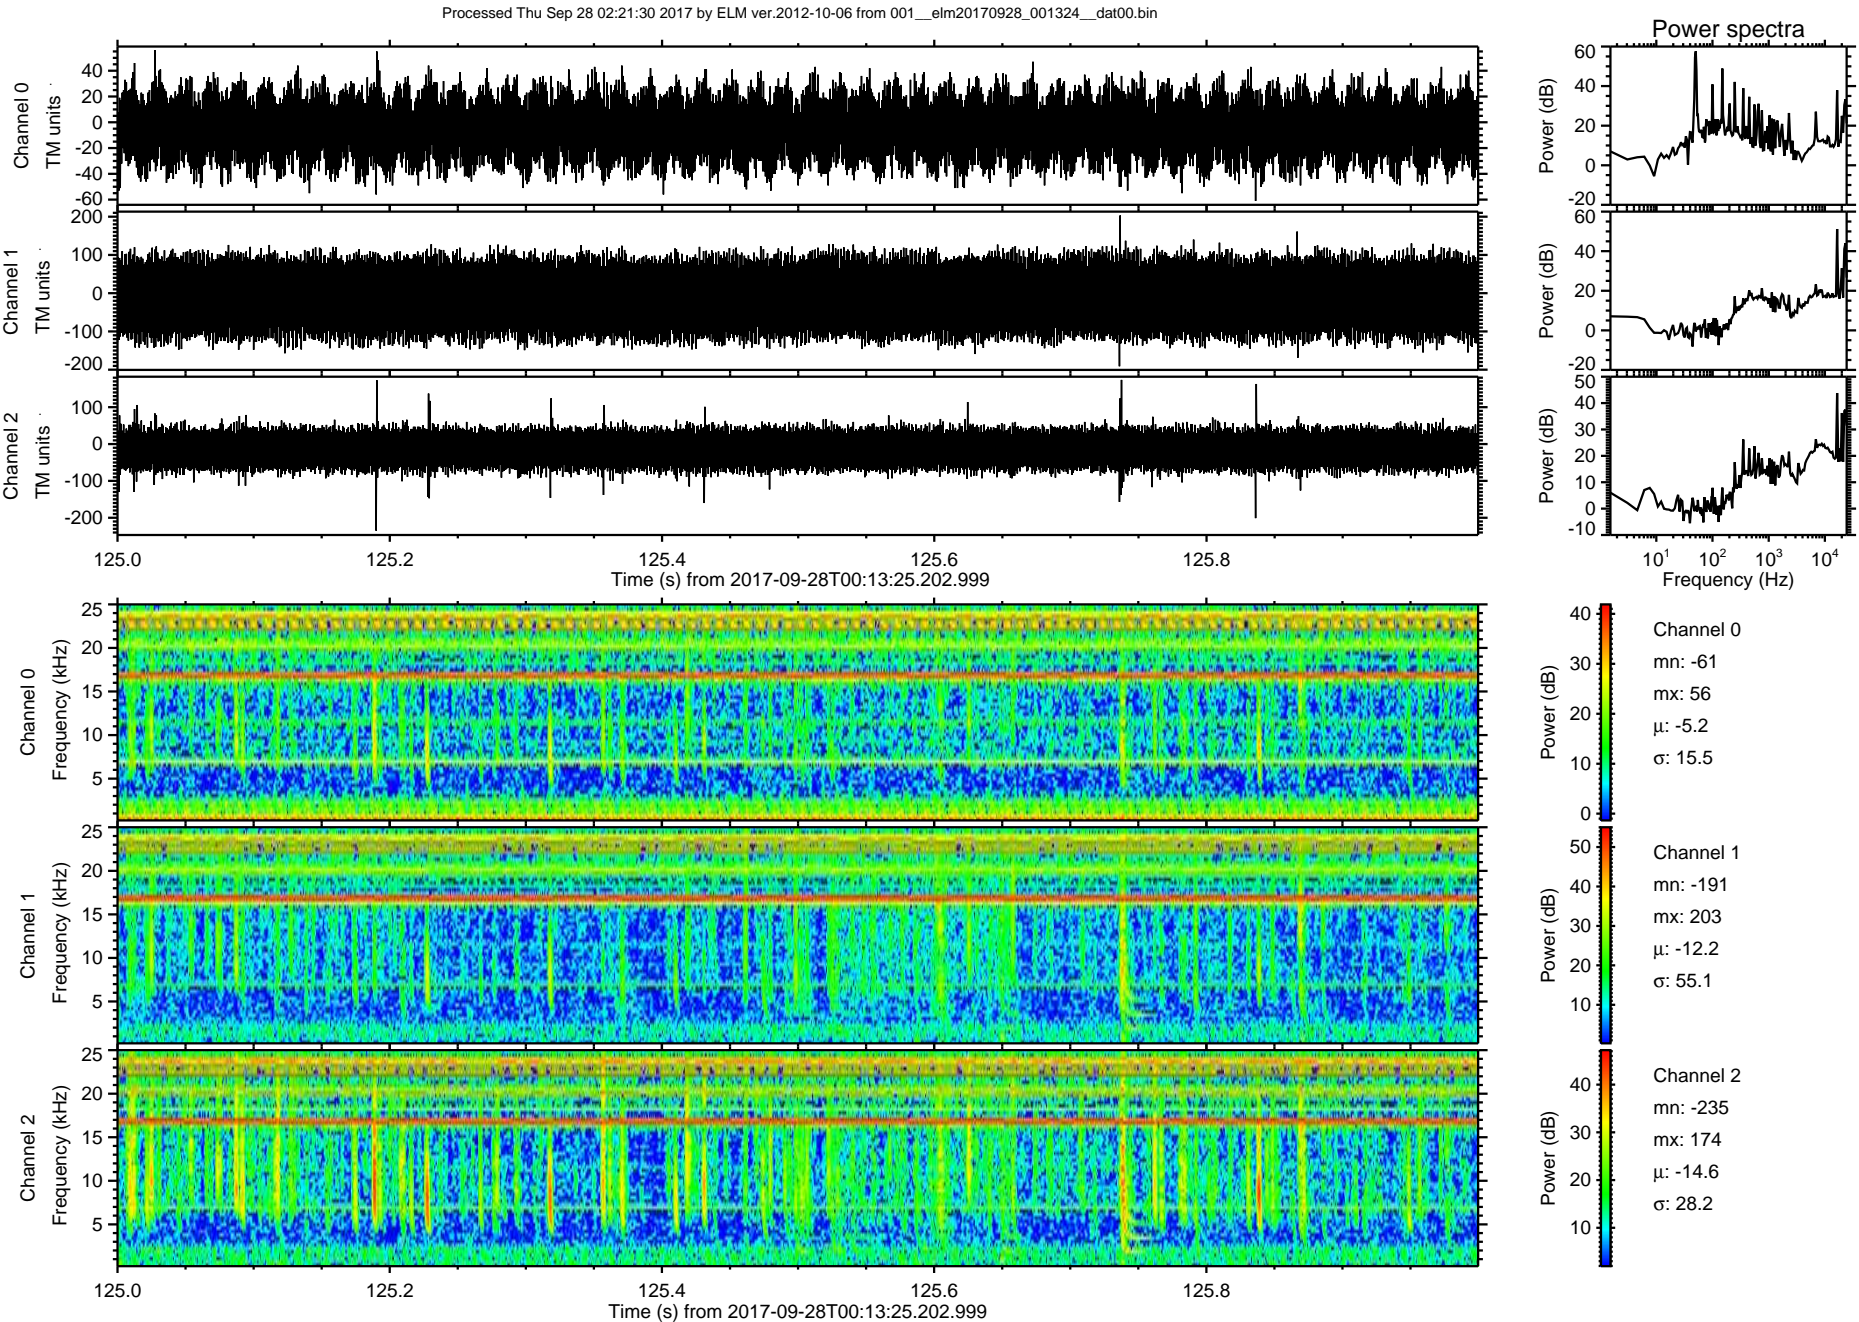 Processed Thu Sep 28 02:21:30 2017 by ELM ver.2012-10-06 from 001__elm20170928_001324__dat00.bin
Power spectra
Channel 0
TM units
40
20
0
-20
-40
-60
Power (dB)
60
40
20
0
-20
Channel 1
TM units
200
100
0
-100
-200
Power (dB)
60
40
20
0
-20
Channel 2
TM units
100
0
-100
-200
Power (dB)
50
40
30
20
10
0
-10
125.0 125.2 125.4 125.6 125.8
Time (s) from 2017-09-28T00:13:25.202.999
10^1 10^2 10^3 10^4
Frequency (Hz)
Channel 0
Frequency (kHz)
25
20
15
10
5
Power (dB)
40
30
20
10
0
Channel 0
mn: -61
mx: 56
µ: -5.2
σ: 15.5
Channel 1
Frequency (kHz)
25
20
15
10
5
Power (dB)
50
40
30
20
10
Channel 1
mn: -191
mx: 203
µ: -12.2
σ: 55.1
Channel 2
Frequency (kHz)
25
20
15
10
5
Power (dB)
40
30
20
10
Channel 2
mn: -235
mx: 174
µ: -14.6
σ: 28.2
125.0 125.2 125.4 125.6 125.8
Time (s) from 2017-09-28T00:13:25.202.999